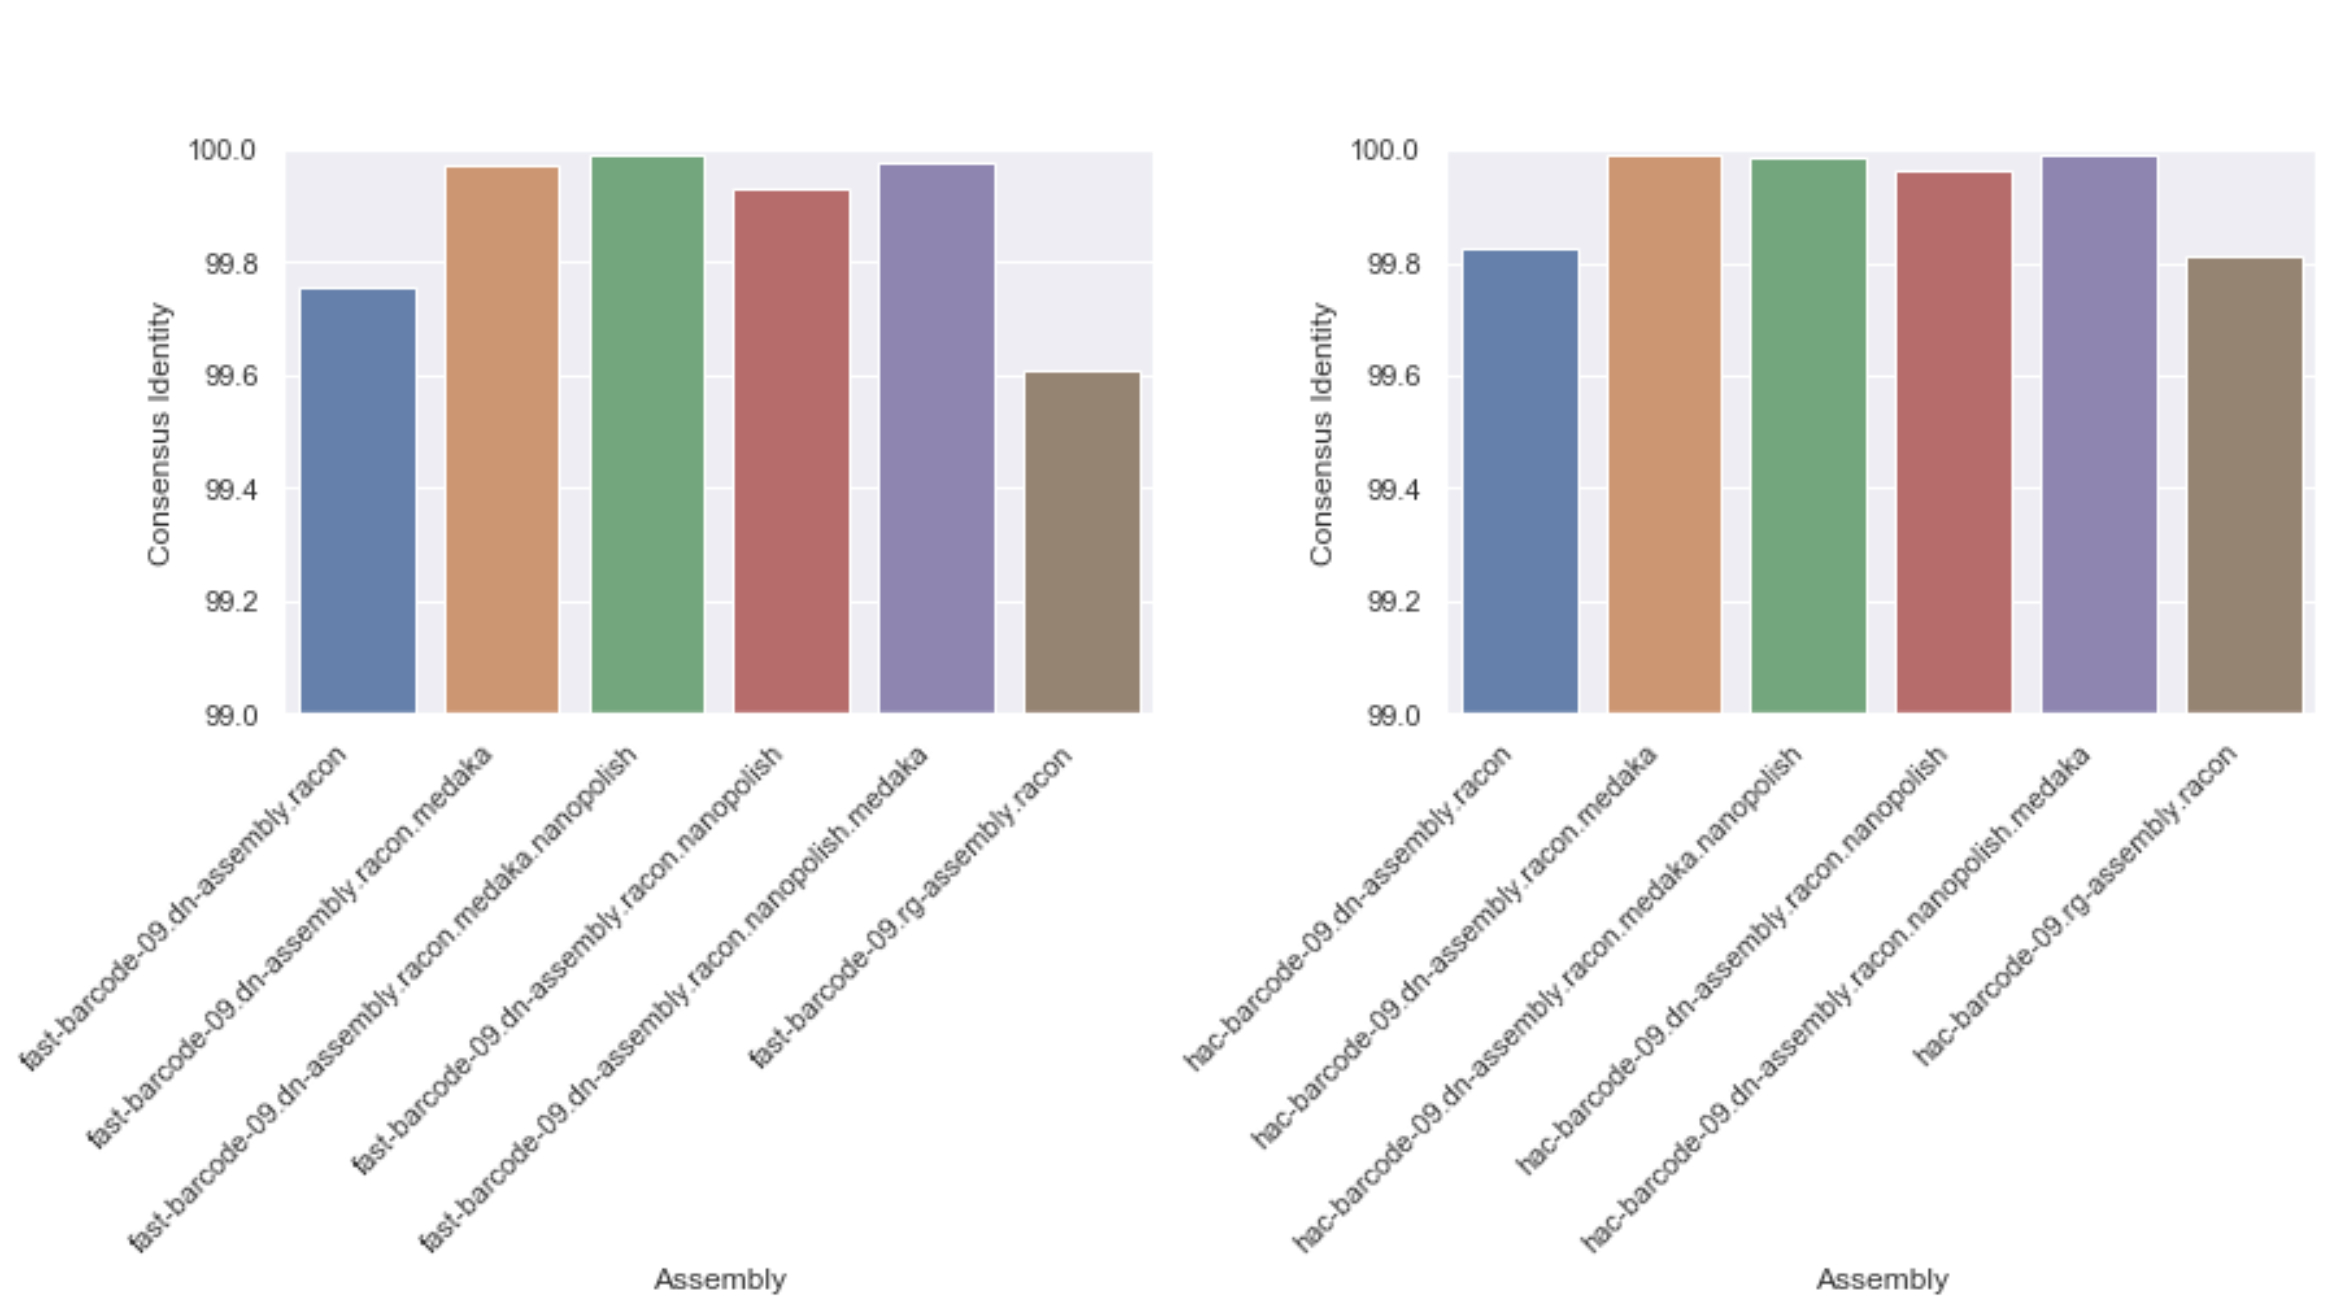 100.0
99.8
99.6
99.4
99.2
99.0
Consensus Identity
fast-barcode-09.dn-assembly.racon
fast-barcode-09.dn-assembly.racon.medaka
fast-barcode-09.dn-assembly.racon.medaka.nanopolish
fast-barcode-09.dn-assembly.racon.nanopolish
fast-barcode-09.dn-assembly.racon.nanopolish.medaka
fast-barcode-09.rg-assembly.racon
Assembly
100.0
99.8
99.6
99.4
99.2
99.0
Consensus Identity
hac-barcode-09.dn-assembly.racon
hac-barcode-09.dn-assembly.racon.medaka
hac-barcode-09.dn-assembly.racon.medaka.nanopolish
hac-barcode-09.dn-assembly.racon.nanopolish
hac-barcode-09.dn-assembly.racon.nanopolish.medaka
hac-barcode-09.rg-assembly.racon
Assembly